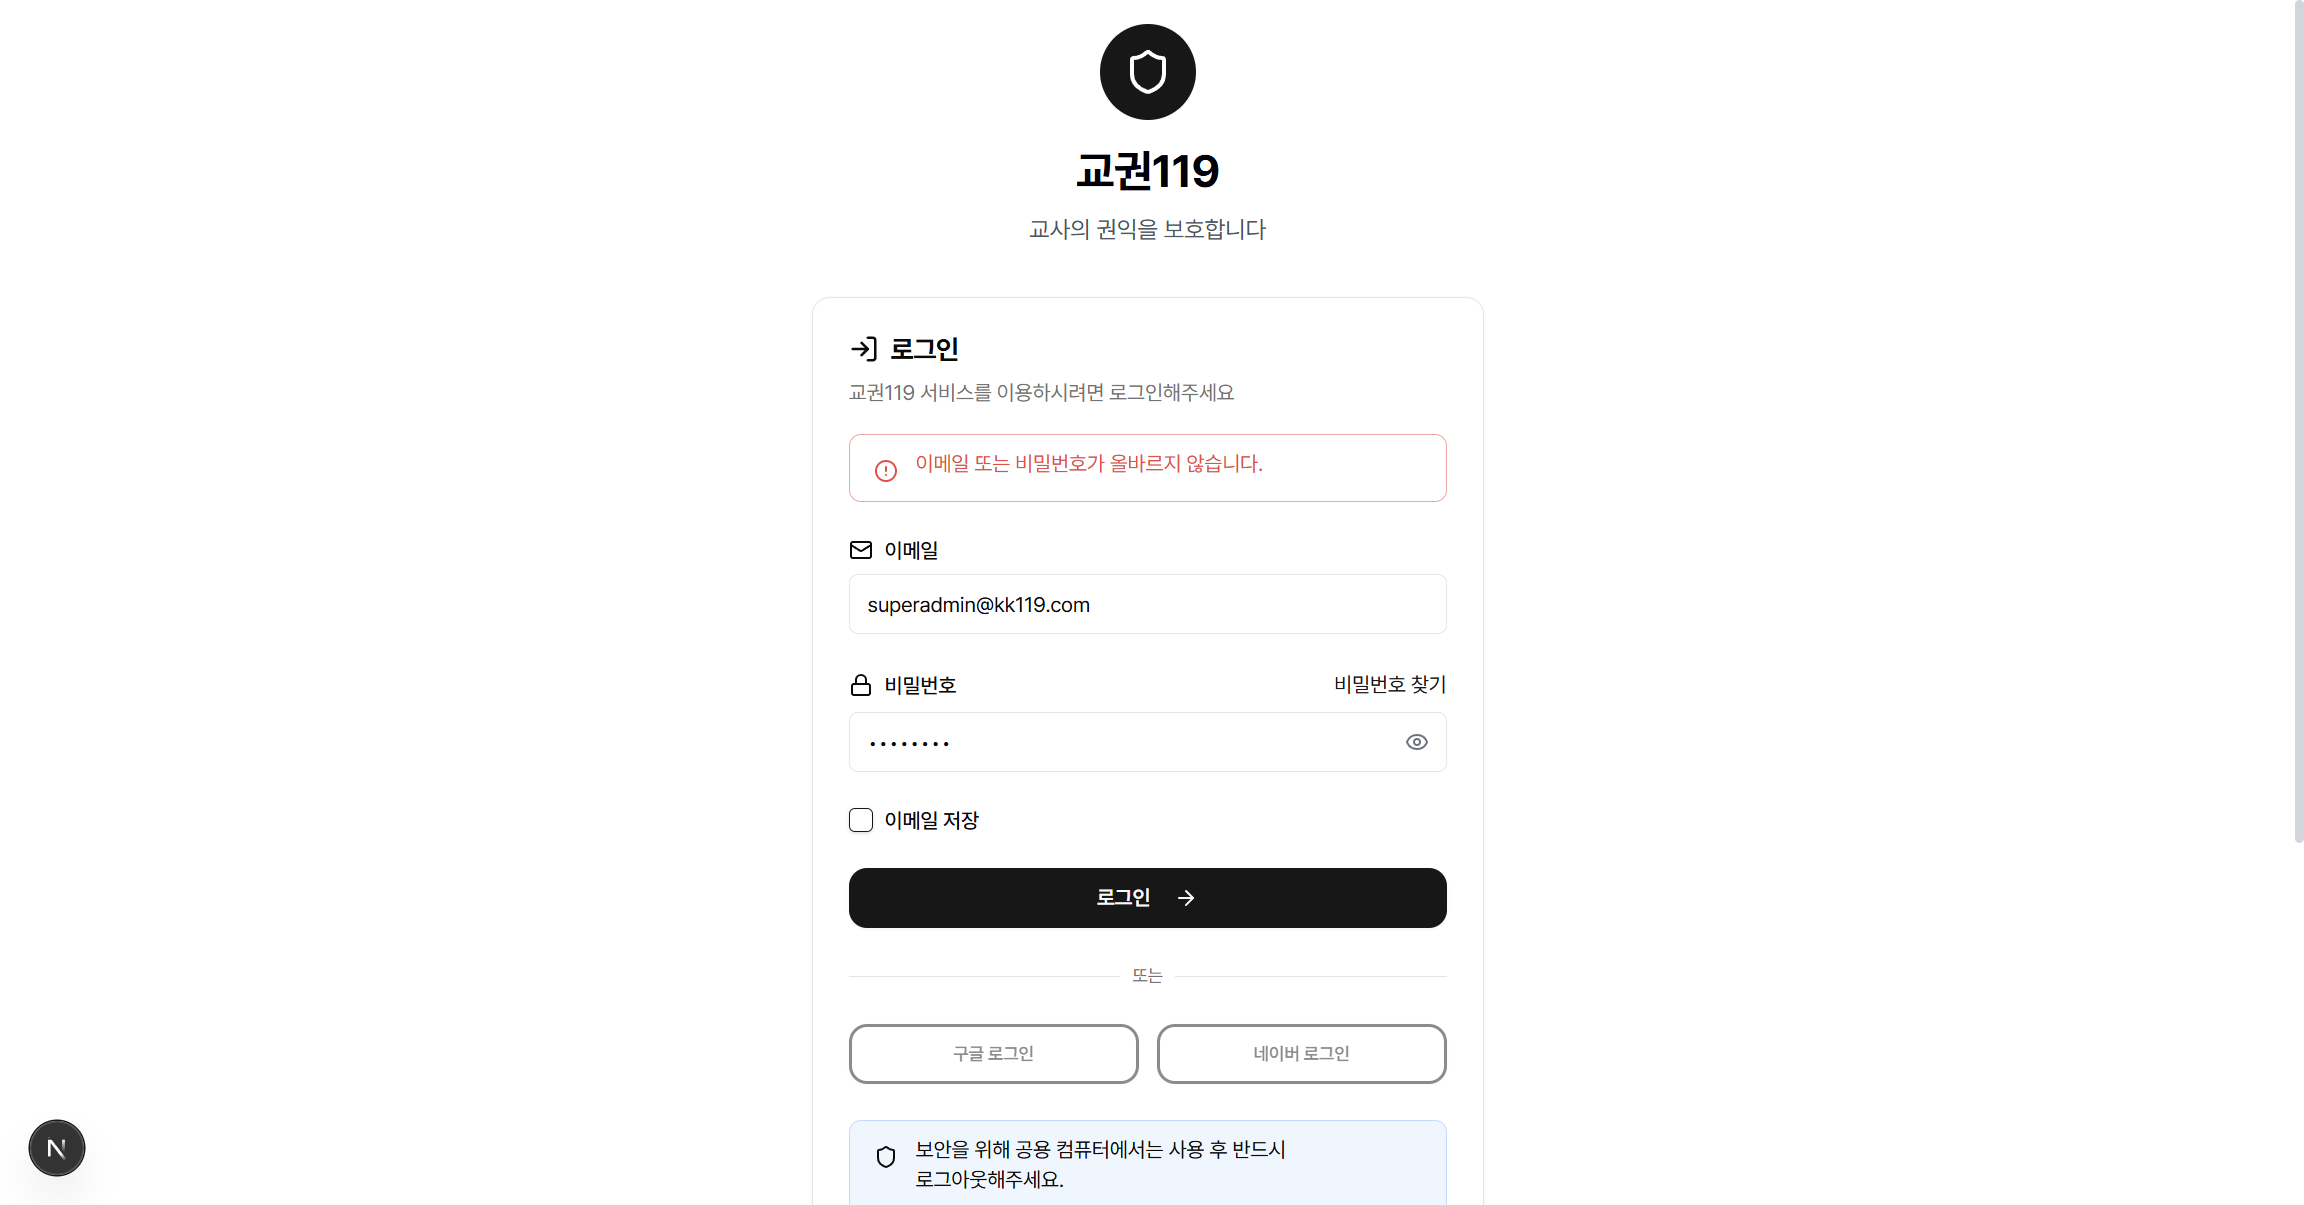 교권119
교사의 권익을 보호합니다
로그인
교권119 서비스를 이용하시려면 로그인해주세요
이메일 또는 비밀번호가 올바르지 않습니다.
이메일
superadmin@kk119.com
비밀번호
비밀번호 찾기
••••••••
이메일 저장
로그인 →
또는
구글 로그인
네이버 로그인
보안을 위해 공용 컴퓨터에서는 사용 후 반드시
로그아웃해주세요.
N